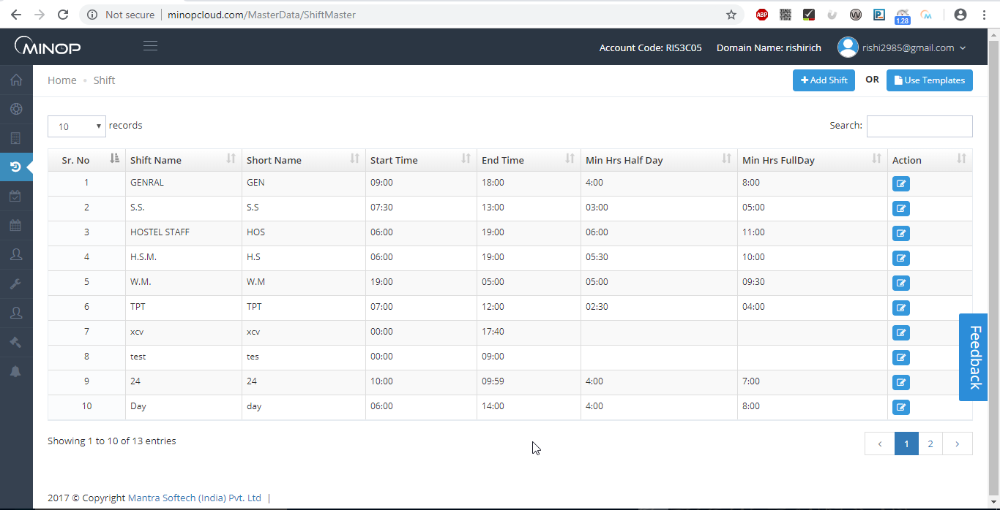 Not secure | minopcloud.com/MasterData/ShiftMaster ABP 1.28
MINOP Account Code: RIS3C05 Domain Name: rishirich rishi2985@gmail.com
Home Shift Add Shift OR Use Templates
10 records Search:
Sr. No Shift Name Short Name Start Time End Time Min Hrs Half Day Min Hrs FullDay Action
1 GENRAL GEN 09:00 18:00 4:00 8:00
2 S.S. S.S 07:30 13:00 03:00 05:00
3 HOSTEL STAFF HOS 06:00 19:00 06:00 11:00
4 H.S.M. H.S 06:00 19:00 05:30 10:00
5 W.M. W.M 19:00 05:00 05:00 09:30
6 TPT TPT 07:00 12:00 02:30 04:00
7 xcv xcv 00:00 17:40
8 test tes 00:00 09:00
9 24 24 10:00 09:59 4:00 7:00
10 Day day 06:00 14:00 4:00 8:00
Feedback
Showing 1 to 10 of 13 entries < 1 2 >
2017 © Copyright Mantra Softech (India) Pvt. Ltd |